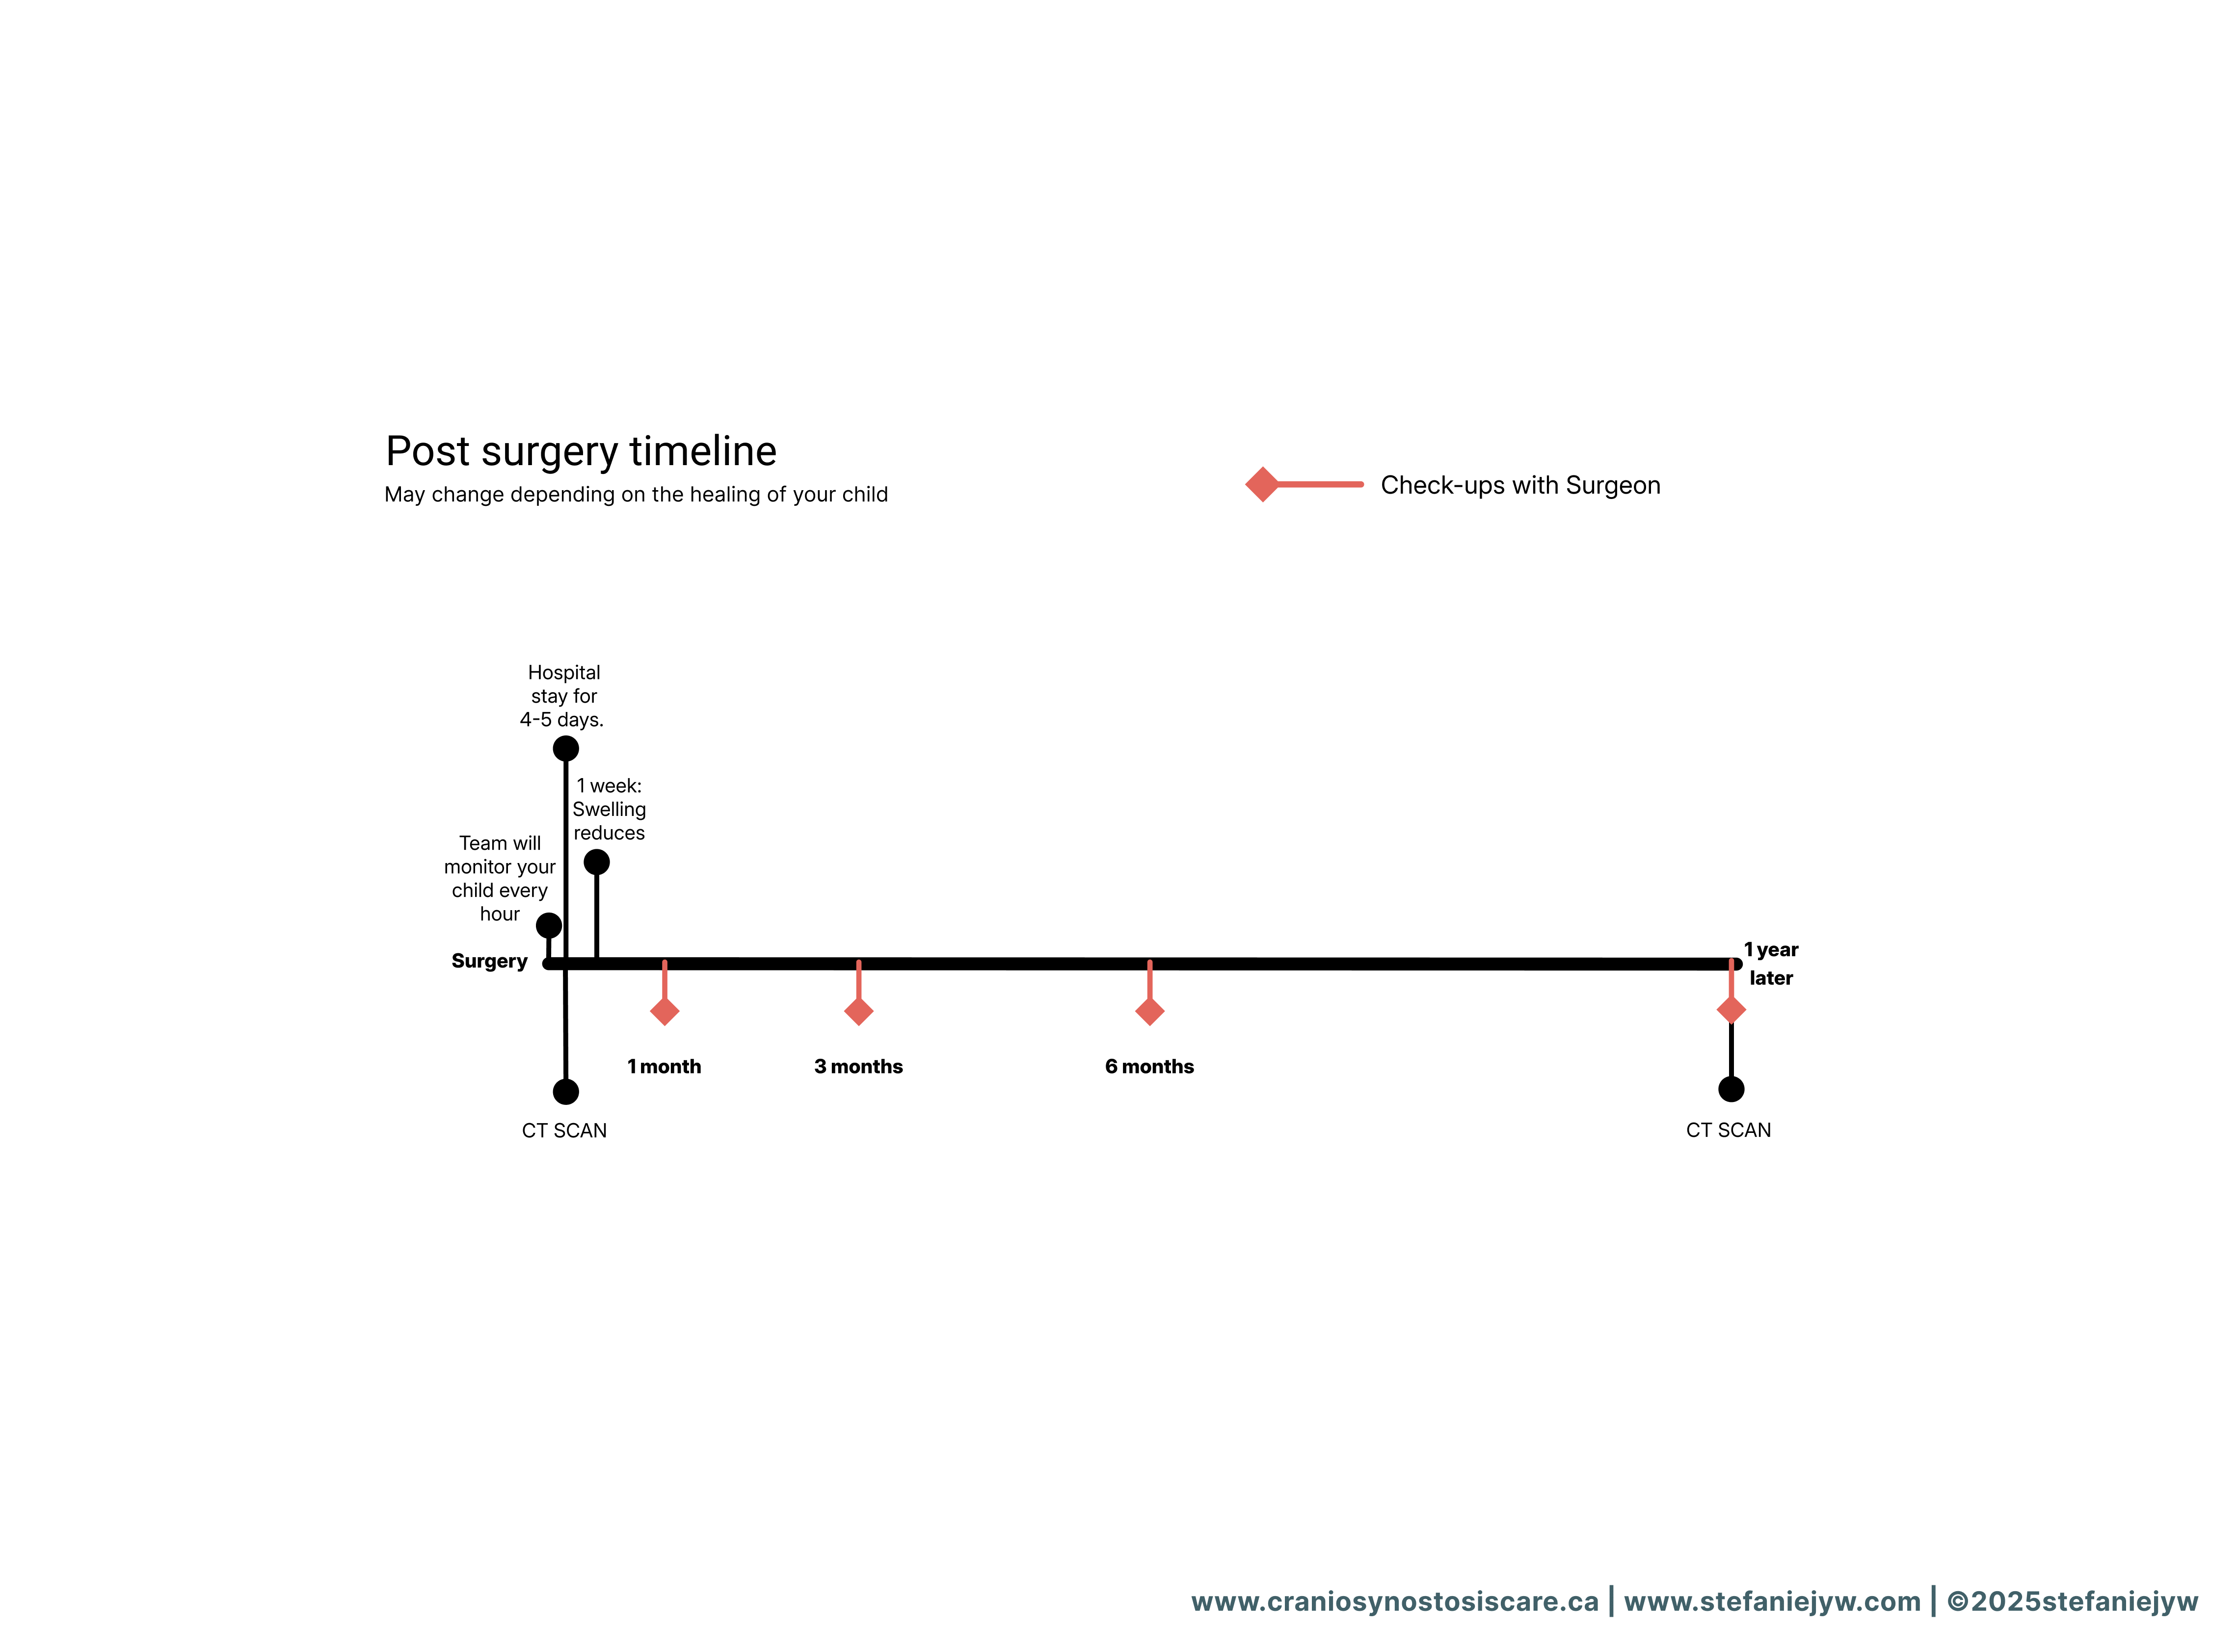 Post surgery timeline
May change depending on the healing of your child
Check-ups with Surgeon
Hospital
stay for
4-5 days.
1 week:
Swelling
reduces
Team will
monitor your
child every
hour
Surgery
1 year
later
1 month
3 months
6 months
CT SCAN
CT SCAN
www.craniosynostosiscare.ca | www.stefaniejyw.com | ©2025stefaniejyw